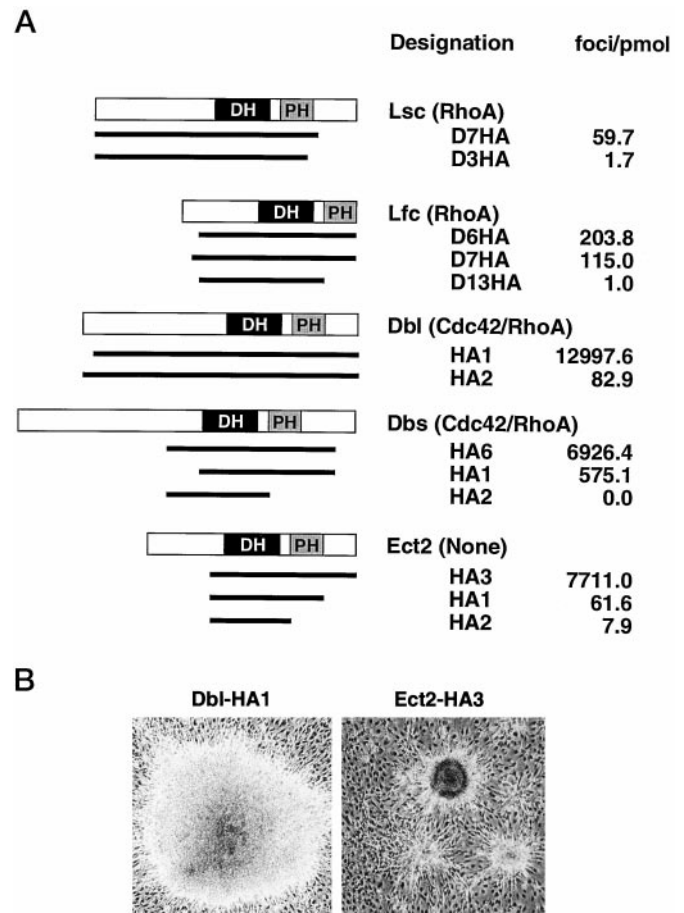 A
Designation foci/pmol
DH PH Lsc (RhoA)
D7HA 59.7
D3HA 1.7
DH PH Lfc (RhoA)
D6HA 203.8
D7HA 115.0
D13HA 1.0
DH PH Dbl (Cdc42/RhoA)
HA1 12997.6
HA2 82.9
DH PH Dbs (Cdc42/RhoA)
HA6 6926.4
HA1 575.1
HA2 0.0
DH PH Ect2 (None)
HA3 7711.0
HA1 61.6
HA2 7.9
B
Dbl-HA1 Ect2-HA3